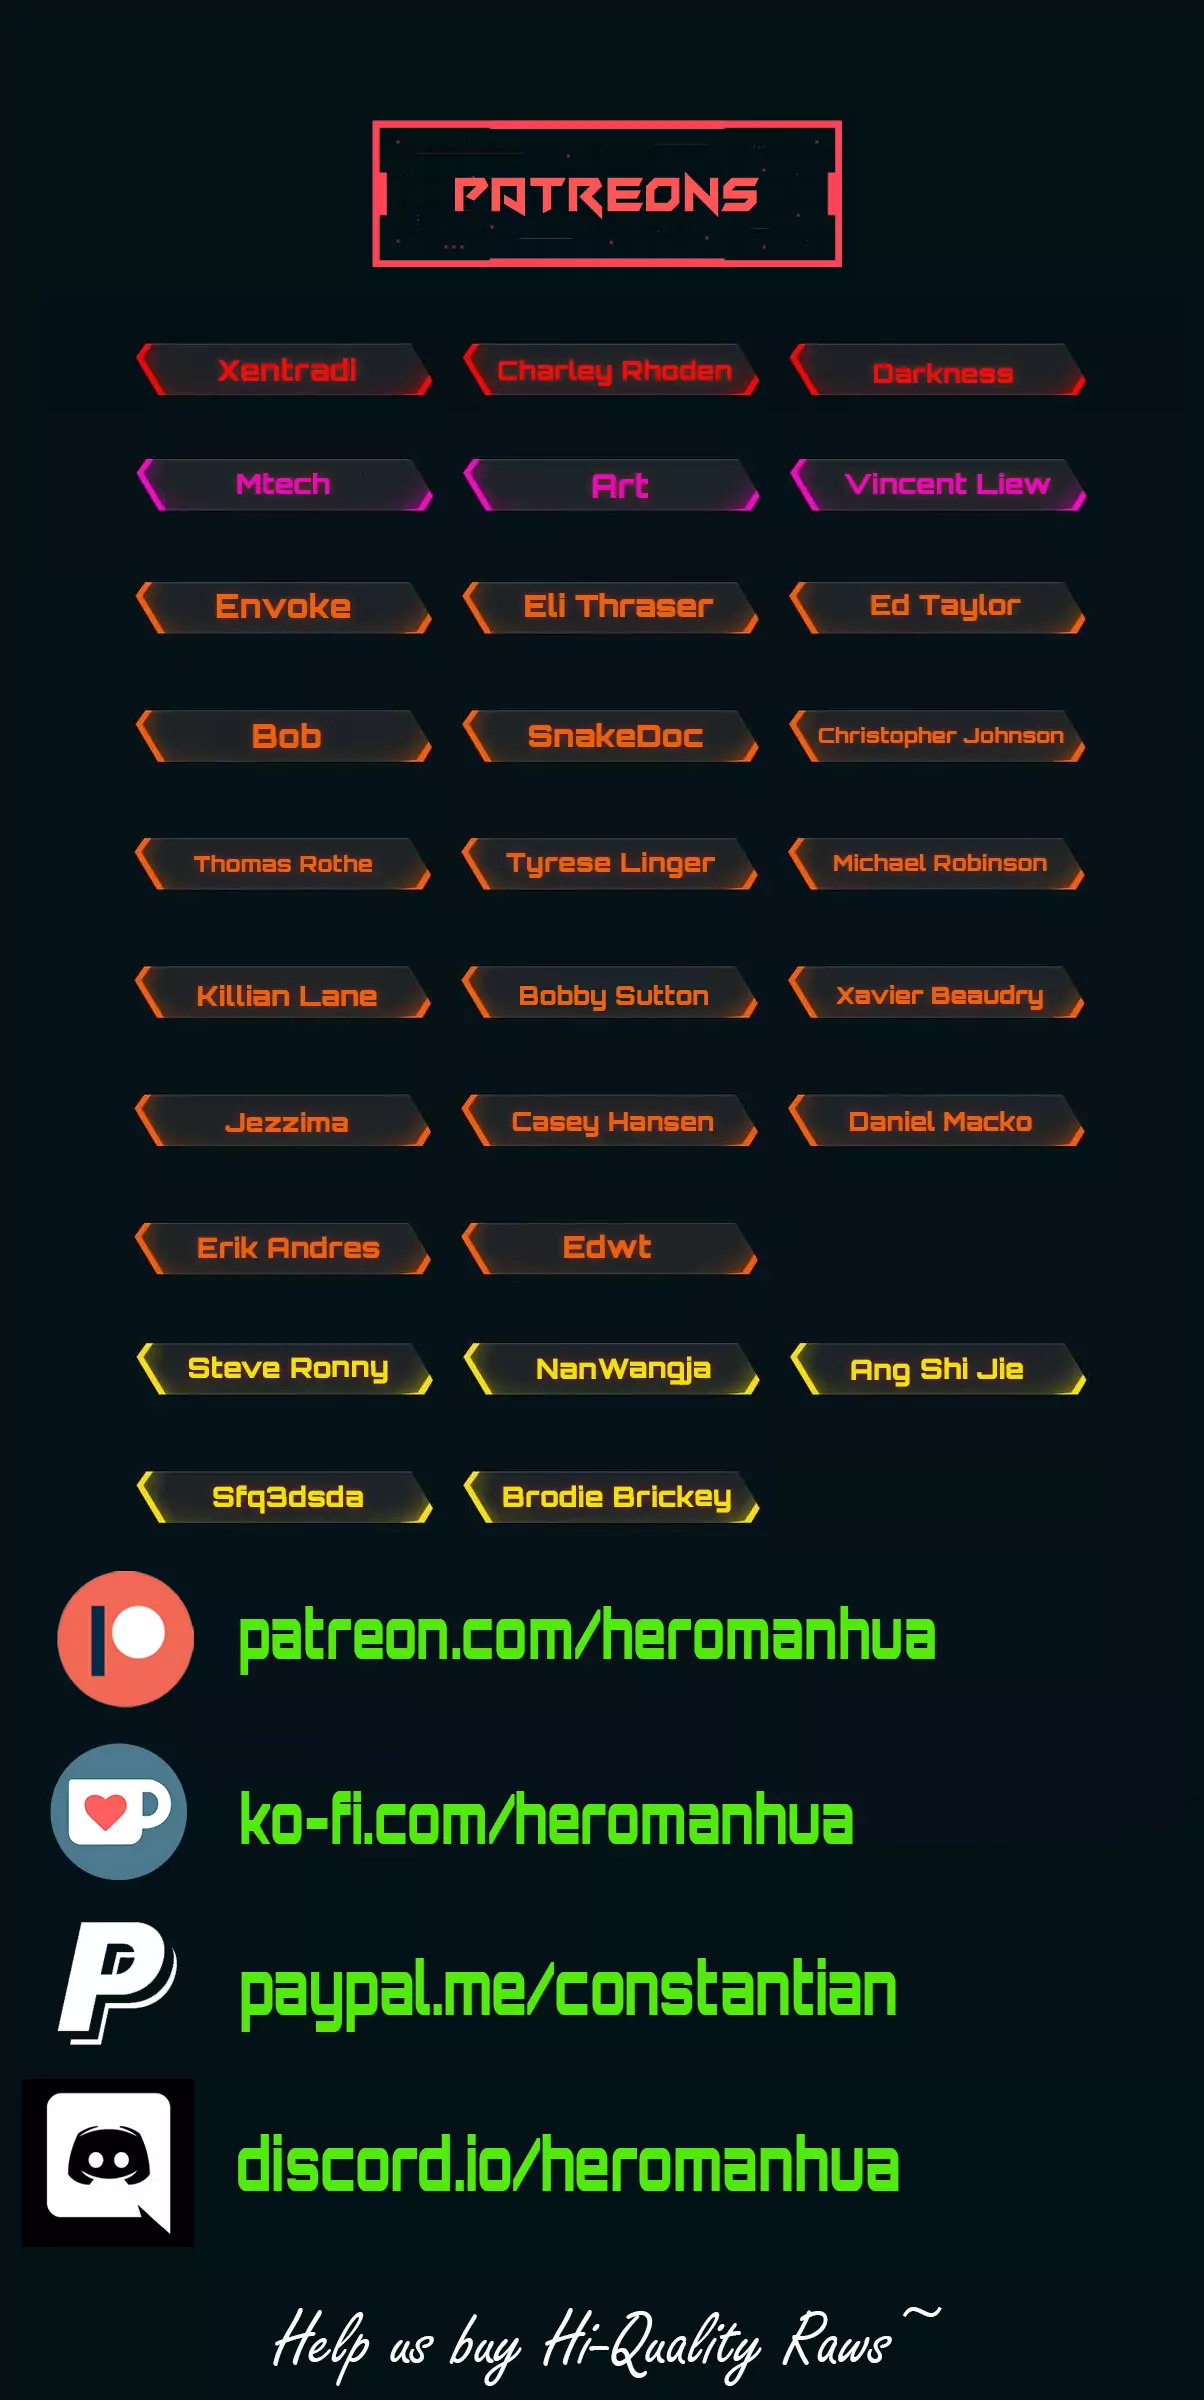 PATREONS
Xentradi Charley Rhoden Darkness
Mtech Art Vincent Liew
Envoke Eli Thraser Ed Taylor
Bob SnakeDoc Christopher Johnson
Thomas Rothe Tyrese Linger Michael Robinson
Killian Lane Bobby Sutton Xavier Beaudry
Jezzima Casey Hansen Daniel Macko
Erik Andres Edwt
Steve Ronny NanWangja Ang Shi Jie
Sfq3dsda Brodie Brickey
patreon.com/heromanhua
ko-fi.com/heromanhua
paypal.me/constantian
discord.io/heromanhua
Help us buy Hi-Quality Raws~